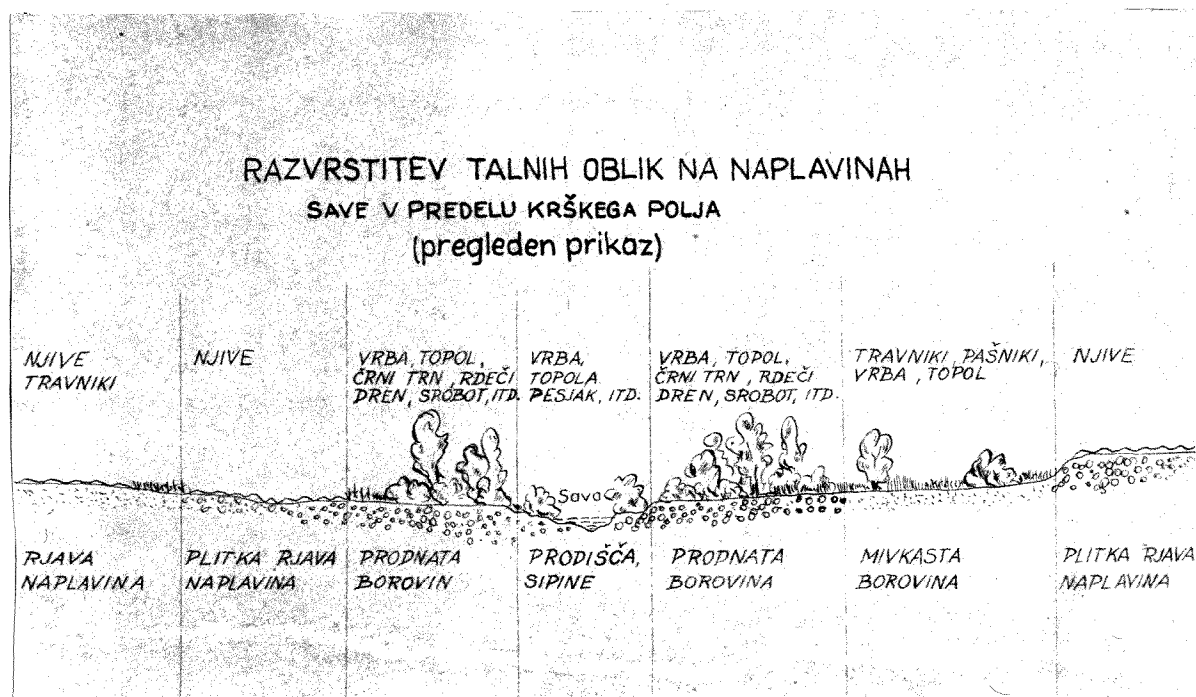 RAZVRSTITEV TALNIH OBLIK NA NAPLAVINAH
SAVE V PREDELU KRŠKEGA POLJA
(pregleden prikaz)
NJIVE
TRAVNIKI
NJIVE
VRBA, TOPOL,
ČRNI TRN, RDEČI
DREN, SROBOT, ITD.
VRBA,
TOPOLA
PESJAK, ITD.
VRBA, TOPOL,
ČRNI TRN, RDEČI
DREN, SROBOT, ITD.
TRAVNIKI, PAŠNIKI,
VRBA, TOPOL
NJIVE
Sava
RJAVA
NAPLAVINA
PLITKA RJAVA
NAPLAVINA
PRODNATA
BOROVIN
PRODIŠČA,
SIPINE
PRODNATA
BOROVINA
MIVKASTA
BOROVINA
PLITKA RJAVA
NAPLAVINA